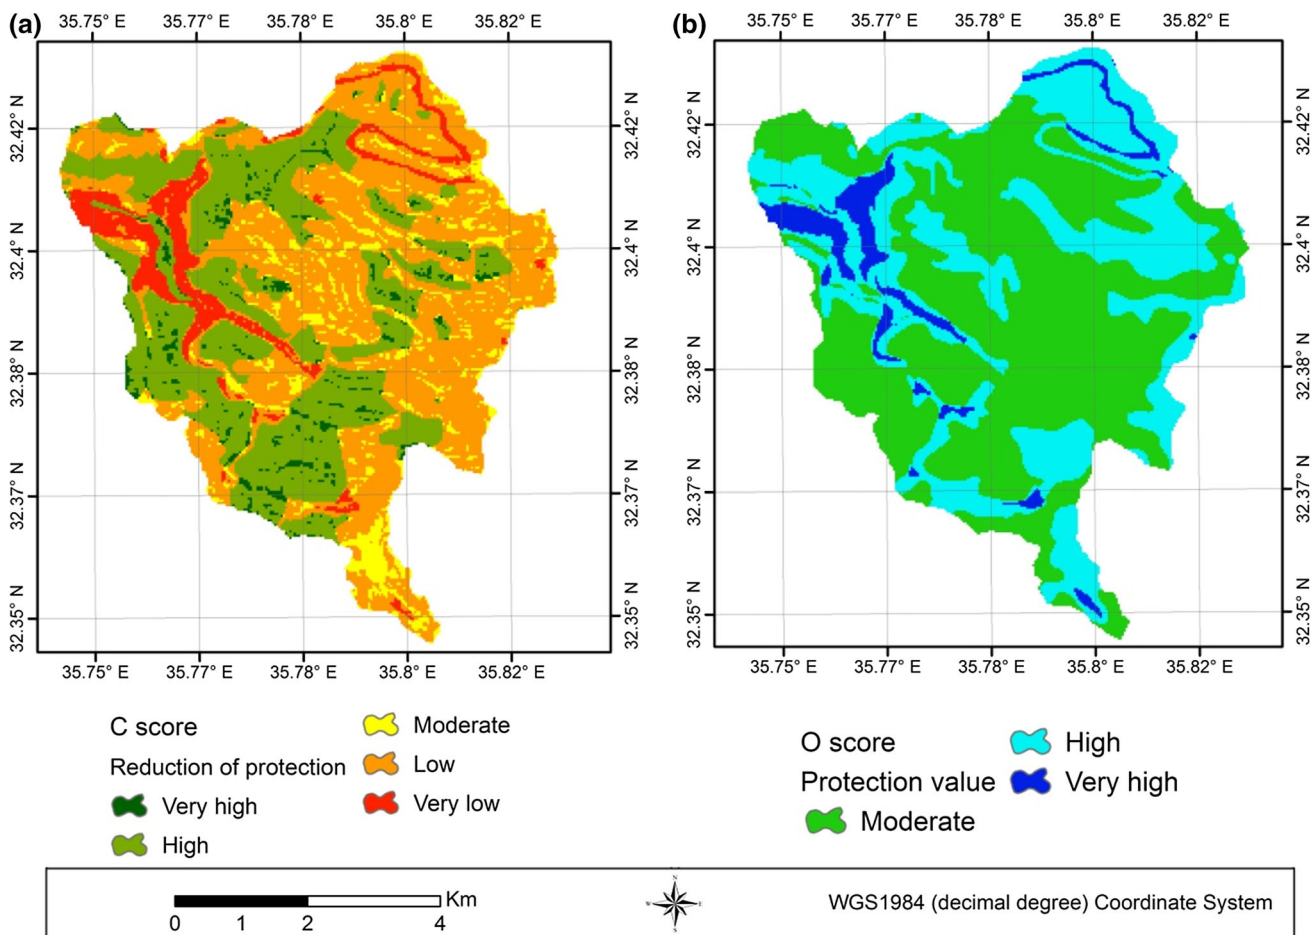 (a)
35.75° E 35.77° E 35.78° E 35.8° E 35.82° E
32.42° N
32.4° N
32.38° N
32.37° N
32.35° N
32.42° N
32.4° N
32.38° N
32.37° N
32.35° N
35.75° E 35.77° E 35.78° E 35.8° E 35.82° E
(b)
35.75° E 35.77° E 35.78° E 35.8° E 35.82° E
32.42° N
32.4° N
32.38° N
32.37° N
32.35° N
32.42° N
32.4° N
32.38° N
32.37° N
32.35° N
35.75° E 35.77° E 35.78° E 35.8° E 35.82° E
C score
Reduction of protection
Very high
High
Moderate
Low
Very low
O score
Protection value
Moderate
High
Very high
Km
0 1 2 4
N
W E
S
WGS1984 (decimal degree) Coordinate System